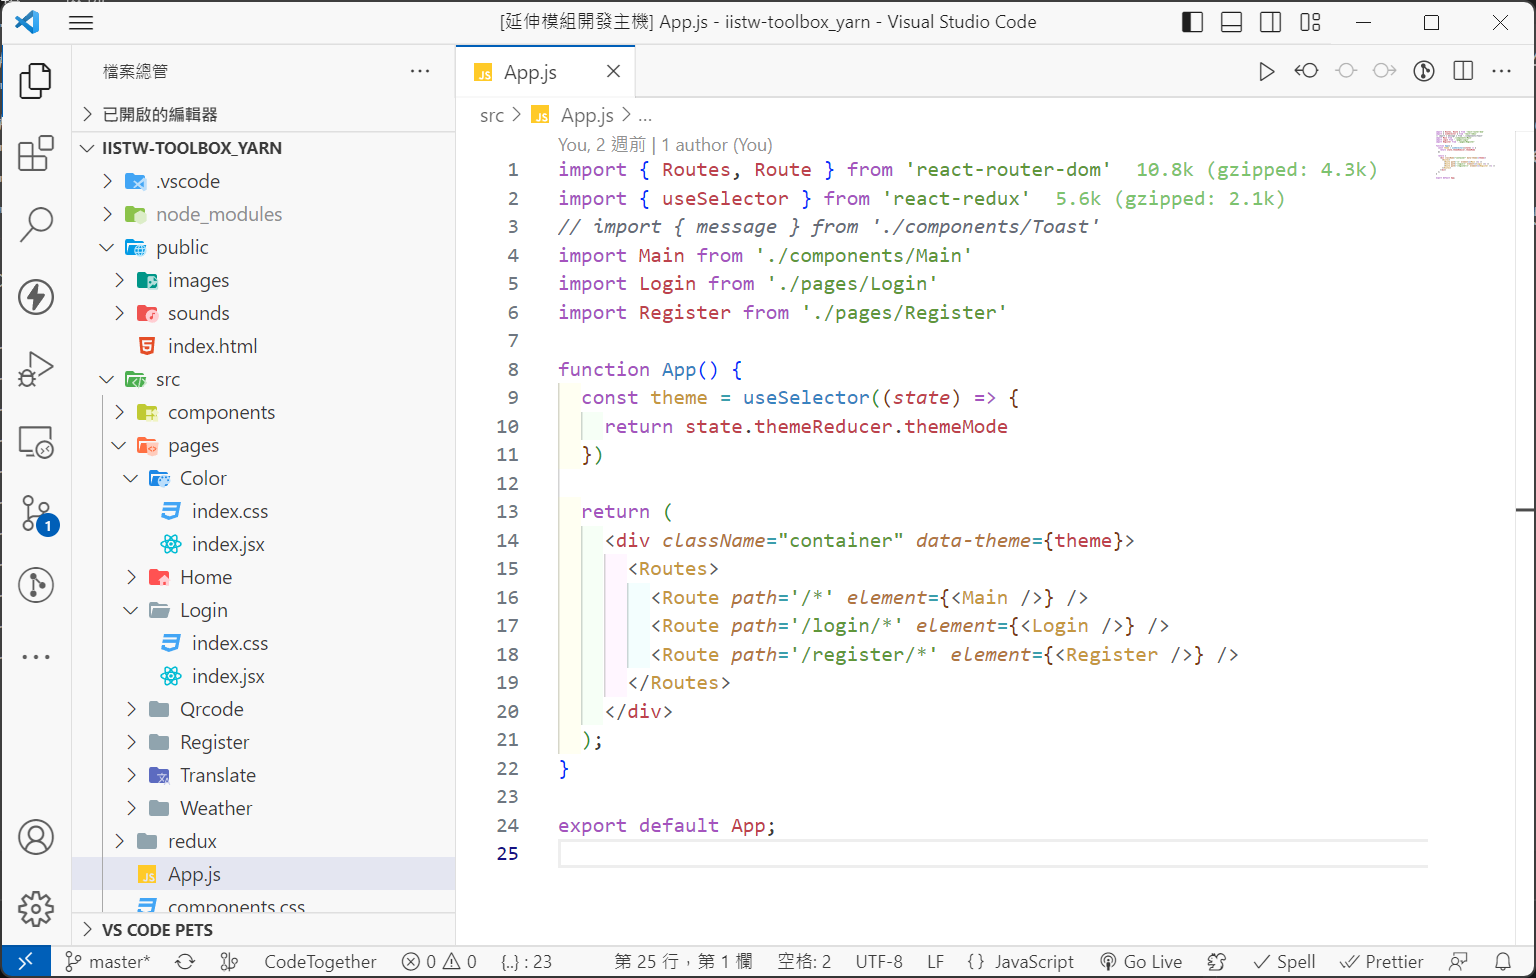 [延伸模組開發主機] App.js - iistw-toolbox_yarn - Visual Studio Code
檔案總管
已開啟的編輯器
IISTW-TOOLBOX_YARN
.vscode
node_modules
public
images
sounds
index.html
src
components
pages
Color
index.css
index.jsx
Home
Login
index.css
index.jsx
Qrcode
Register
Translate
Weather
redux
App.js
components.css
VS CODE PETS
1
App.js
src > App.js > ...
You, 2 週前 | 1 author (You)
1 import { Routes, Route } from 'react-router-dom' 10.8k (gzipped: 4.3k)
2 import { useSelector } from 'react-redux' 5.6k (gzipped: 2.1k)
3 // import { message } from './components/Toast'
4 import Main from './components/Main'
5 import Login from './pages/Login'
6 import Register from './pages/Register'
7
8 function App() {
9 const theme = useSelector((state) => {
10 return state.themeReducer.themeMode
11 })
12
13 return (
14 <div className="container" data-theme={theme}>
15 <Routes>
16 <Route path='/*' element={<Main />} />
17 <Route path='/login/*' element={<Login />} />
18 <Route path='/register/*' element={<Register />} />
19 </Routes>
20 </div>
21 );
22 }
23
24 export default App;
25
master* CodeTogether 0 0 {..} : 23 第 25 行，第 1 欄 空格: 2 UTF-8 LF {} JavaScript Go Live Spell Prettier